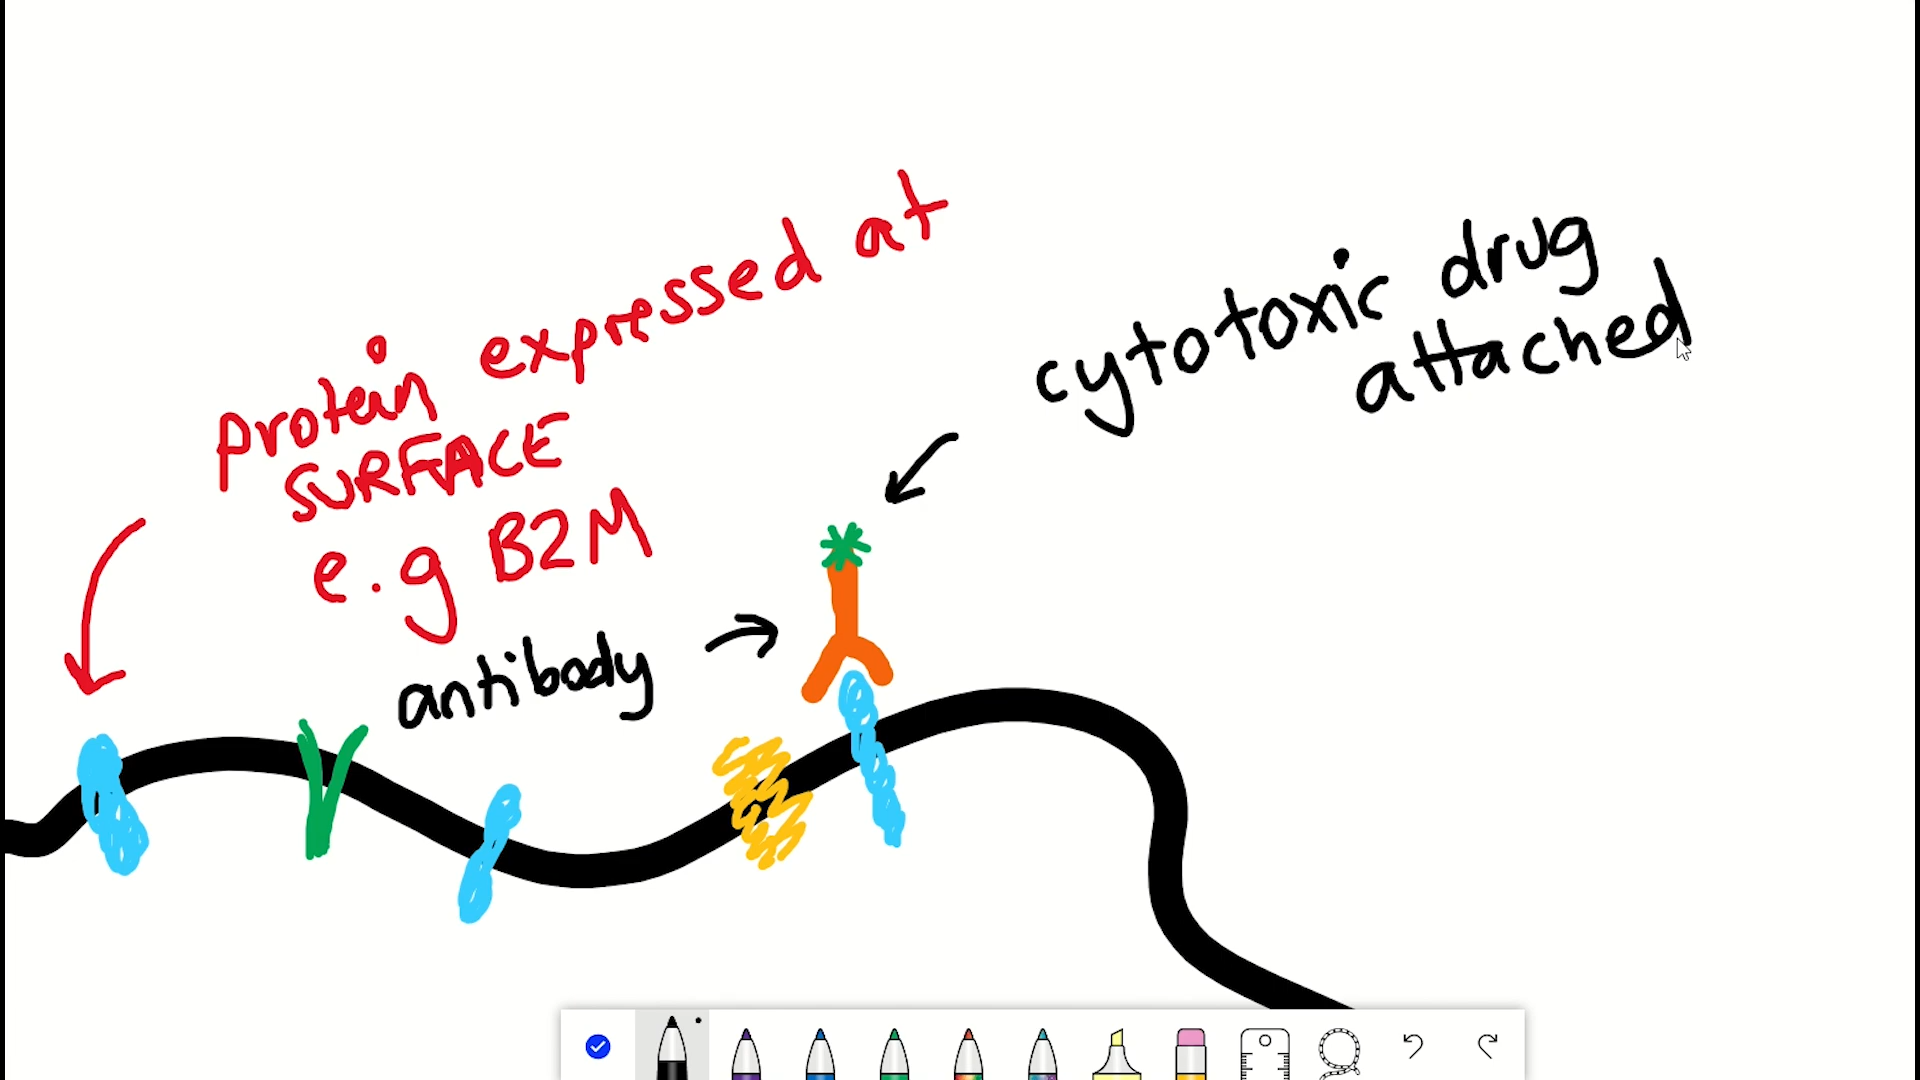 protein expressed at
SURFACE
e.g B2M
antibody
cytotoxic drug
attached